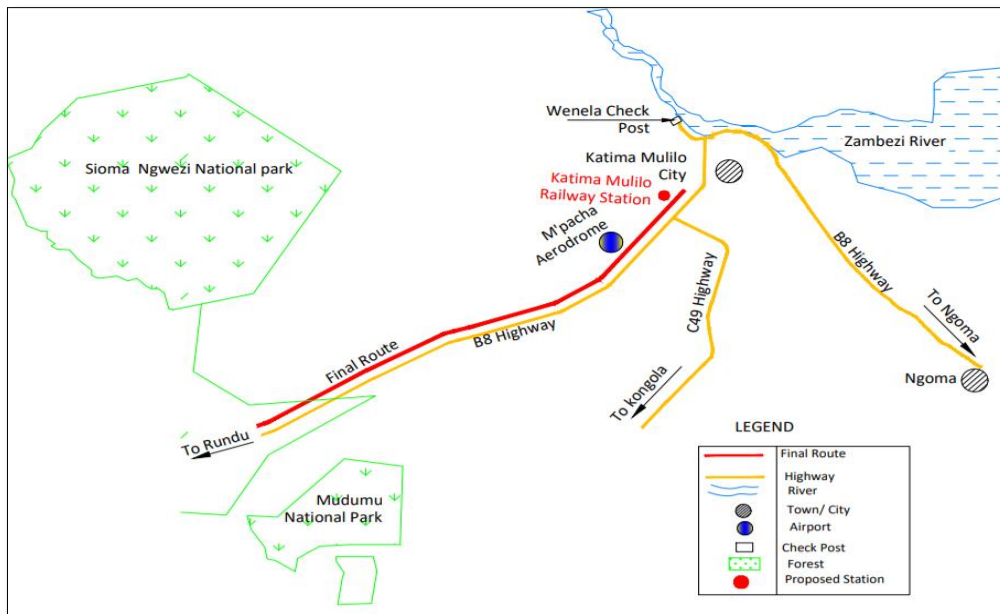 Wenela Check
Post
Zambezi River
Sioma Ngwezi National park
Katima Mulilo
City
Katima Mulilo
Railway Station
M'pacha
Aerodrome
B8 Highway
C49 Highway
To Ngoma
B8 Highway
Final Route
Ngoma
To kongola
To Rundu
Mudumu
National Park
LEGEND
Final Route
Highway
River
Town/ City
Airport
Check Post
Forest
Proposed Station